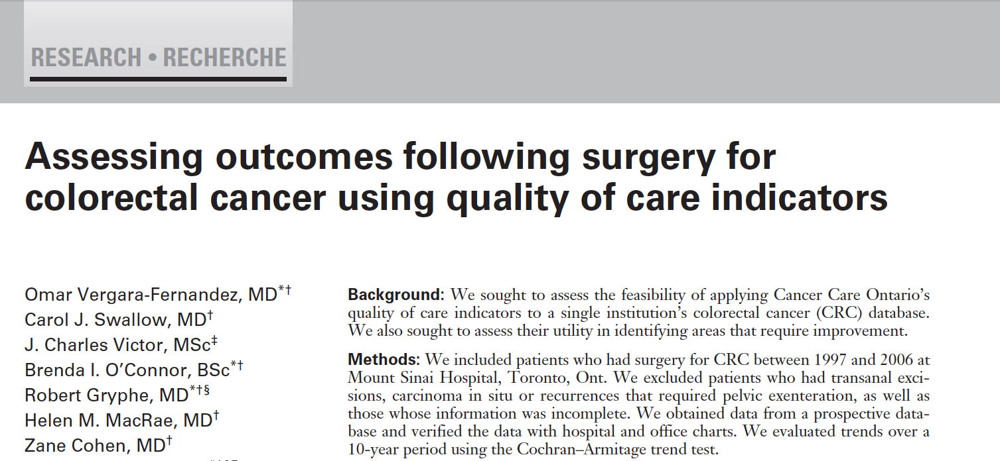 RESEARCH • RECHERCHE
Assessing outcomes following surgery for
colorectal cancer using quality of care indicators
Omar Vergara-Fernandez, MD*†
Carol J. Swallow, MD†
J. Charles Victor, MSc‡
Brenda I. O’Connor, BSc*†
Robert Gryphe, MD*†§
Helen M. MacRae, MD†
Zane Cohen, MD†
Background: We sought to assess the feasibility of applying Cancer Care Ontario’s
quality of care indicators to a single institution’s colorectal cancer (CRC) database.
We also sought to assess their utility in identifying areas that require improvement.
Methods: We included patients who had surgery for CRC between 1997 and 2006 at
Mount Sinai Hospital, Toronto, Ont. We excluded patients who had transanal exci-
sions, carcinoma in situ or recurrences that required pelvic exenteration, as well as
those whose information was incomplete. We obtained data from a prospective data-
base and verified the data with hospital and office charts. We evaluated trends over a
10-year period using the Cochran–Armitage trend test.